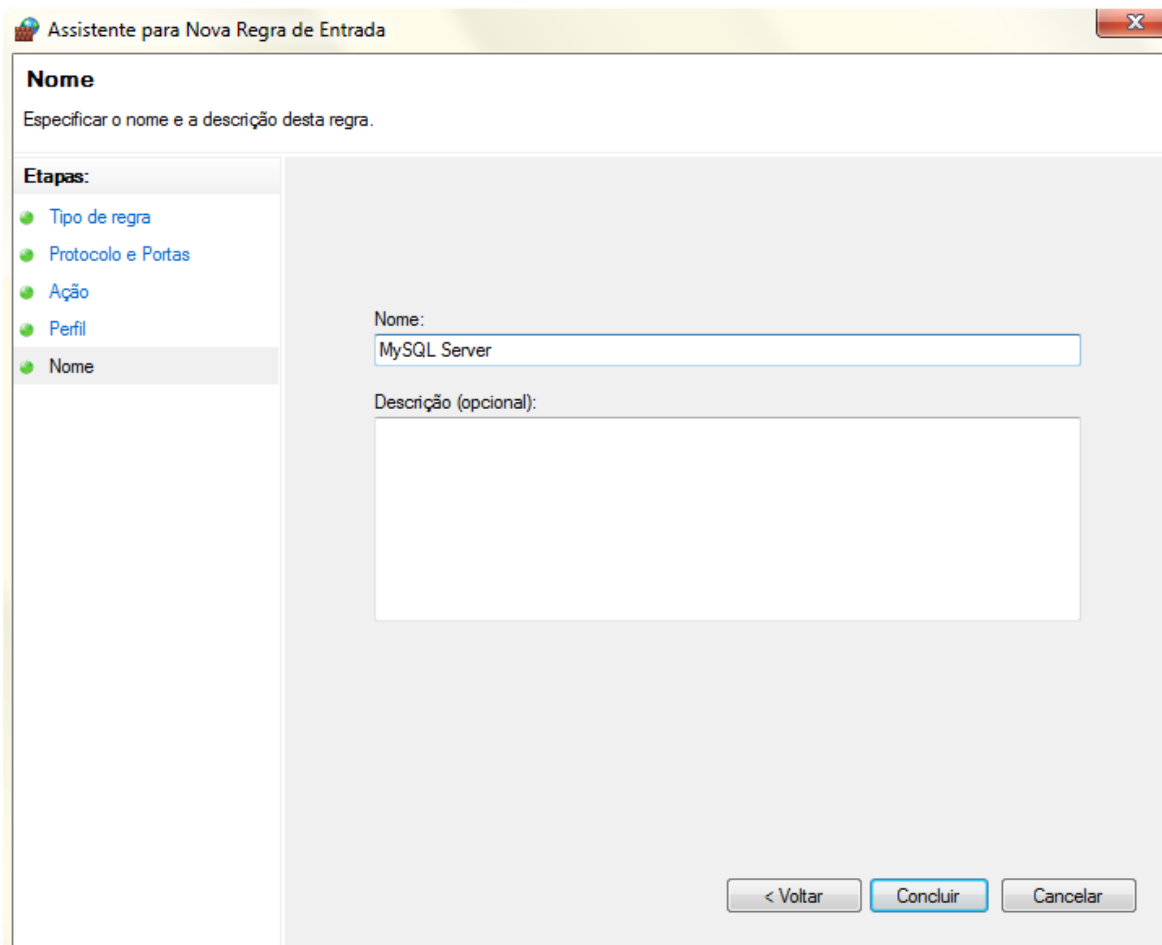 Assistente para Nova Regra de Entrada
X
Nome
Especificar o nome e a descrição desta regra.
Etapas:
Tipo de regra
Protocolo e Portas
Ação
Perfil
Nome
Nome:
MySQL Server
Descrição (opcional):
< Voltar
Concluir
Cancelar